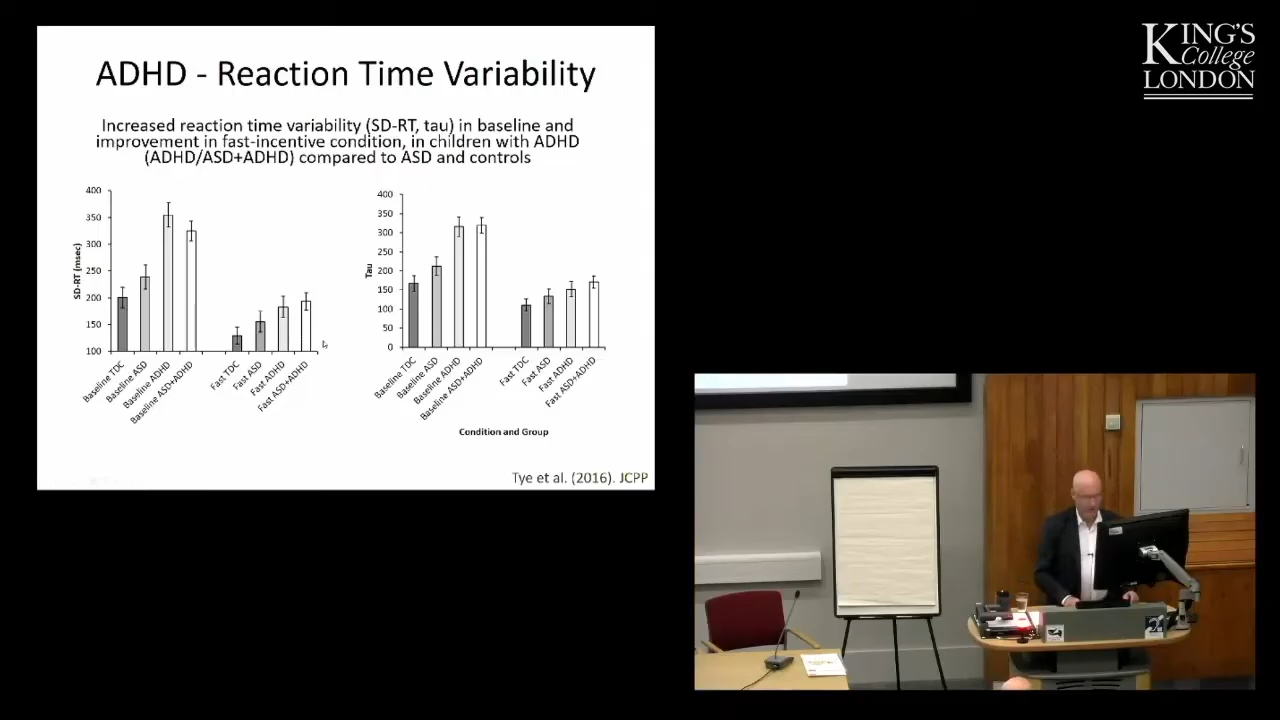 ADHD - Reaction Time Variability
Increased reaction time variability (SD-RT, tau) in baseline and
improvement in fast-incentive condition, in children with ADHD
(ADHD/ASD+ADHD) compared to ASD and controls
400
350
300
250
200
150
100
SD-RT (msec)
Baseline TDC
Baseline ASD
Baseline ADHD
Baseline ASD+ADHD
Fast TDC
Fast ASD
Fast ADHD
Fast ASD+ADHD
400
350
300
250
200
150
100
50
0
Tau
Baseline TDC
Baseline ASD
Baseline ADHD
Baseline ASD+ADHD
Fast TDC
Fast ASD
Fast ADHD
Fast ASD+ADHD
Condition and Group
Tye et al. (2016). JCPP
KING'S
College
LONDON
21